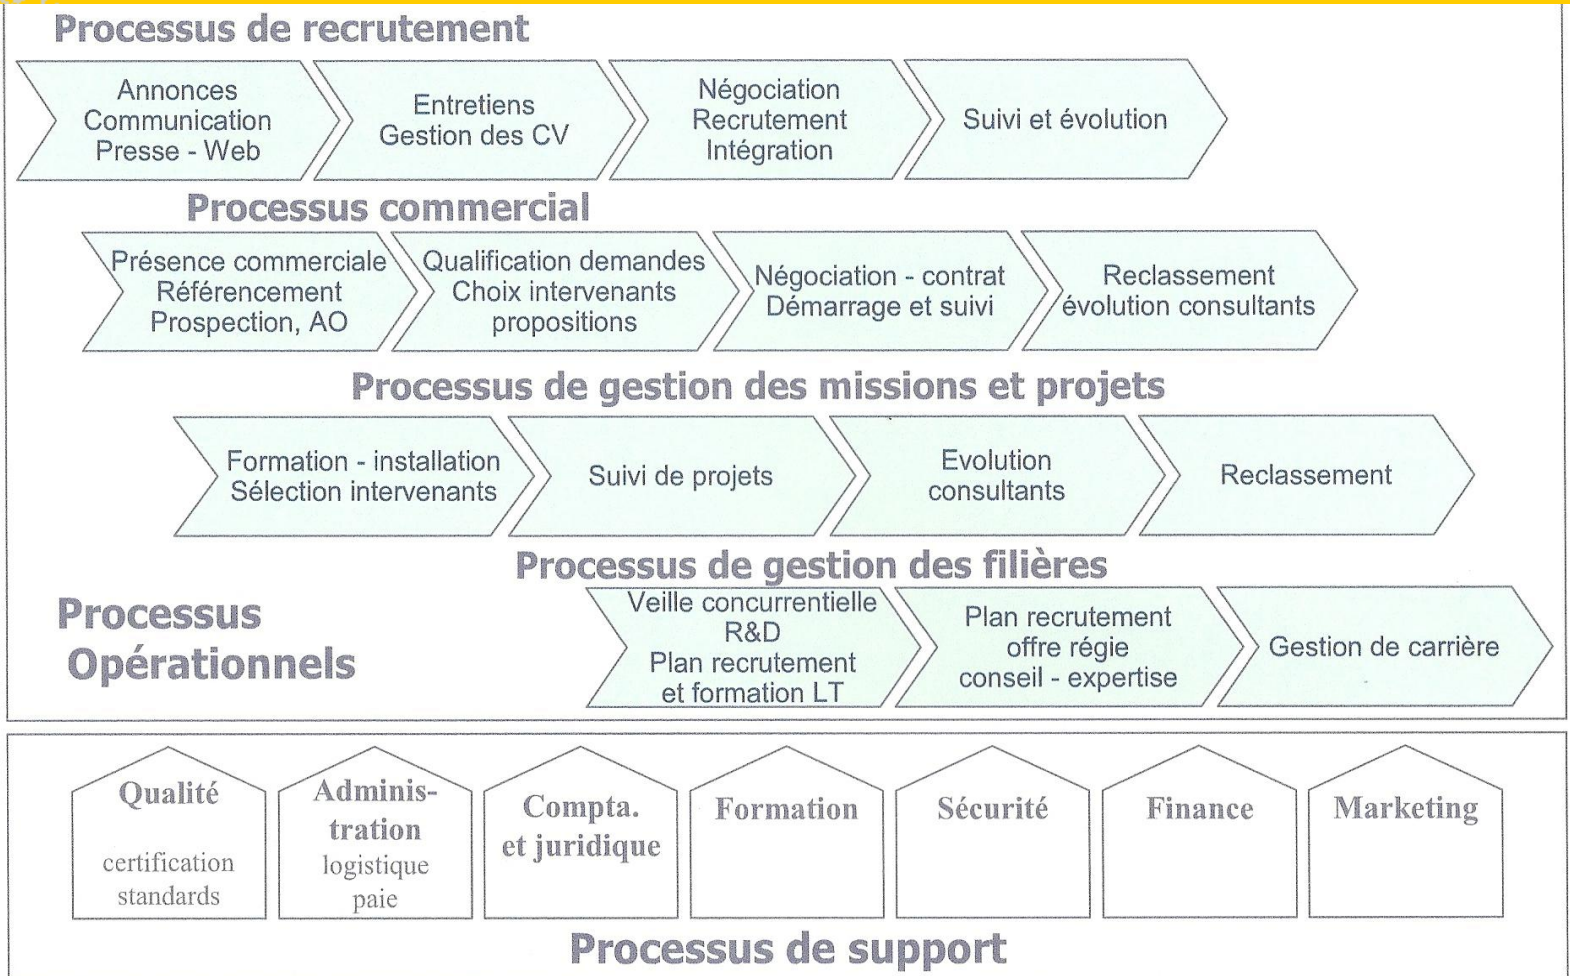 Processus de recrutement
Annonces
Communication
Presse - Web
Entretiens
Gestion des CV
Négociation
Recrutement
Intégration
Suivi et évolution
Processus commercial
Présence commerciale
Référencement
Prospection, AO
Qualification demandes
Choix intervenants
propositions
Négociation - contrat
Démarrage et suivi
Reclassement
évolution consultants
Processus de gestion des missions et projets
Formation - installation
Sélection intervenants
Suivi de projets
Evolution
consultants
Reclassement
Processus de gestion des filières
Processus
Opérationnels
Veille concurrentielle
R&D
Plan recrutement
et formation LT
Plan recrutement
offre régie
conseil - expertise
Gestion de carrière
Qualité
certification
standards
Adminis-
tration
logistique
paie
Compta.
et juridique
Formation
Sécurité
Finance
Marketing
Processus de support